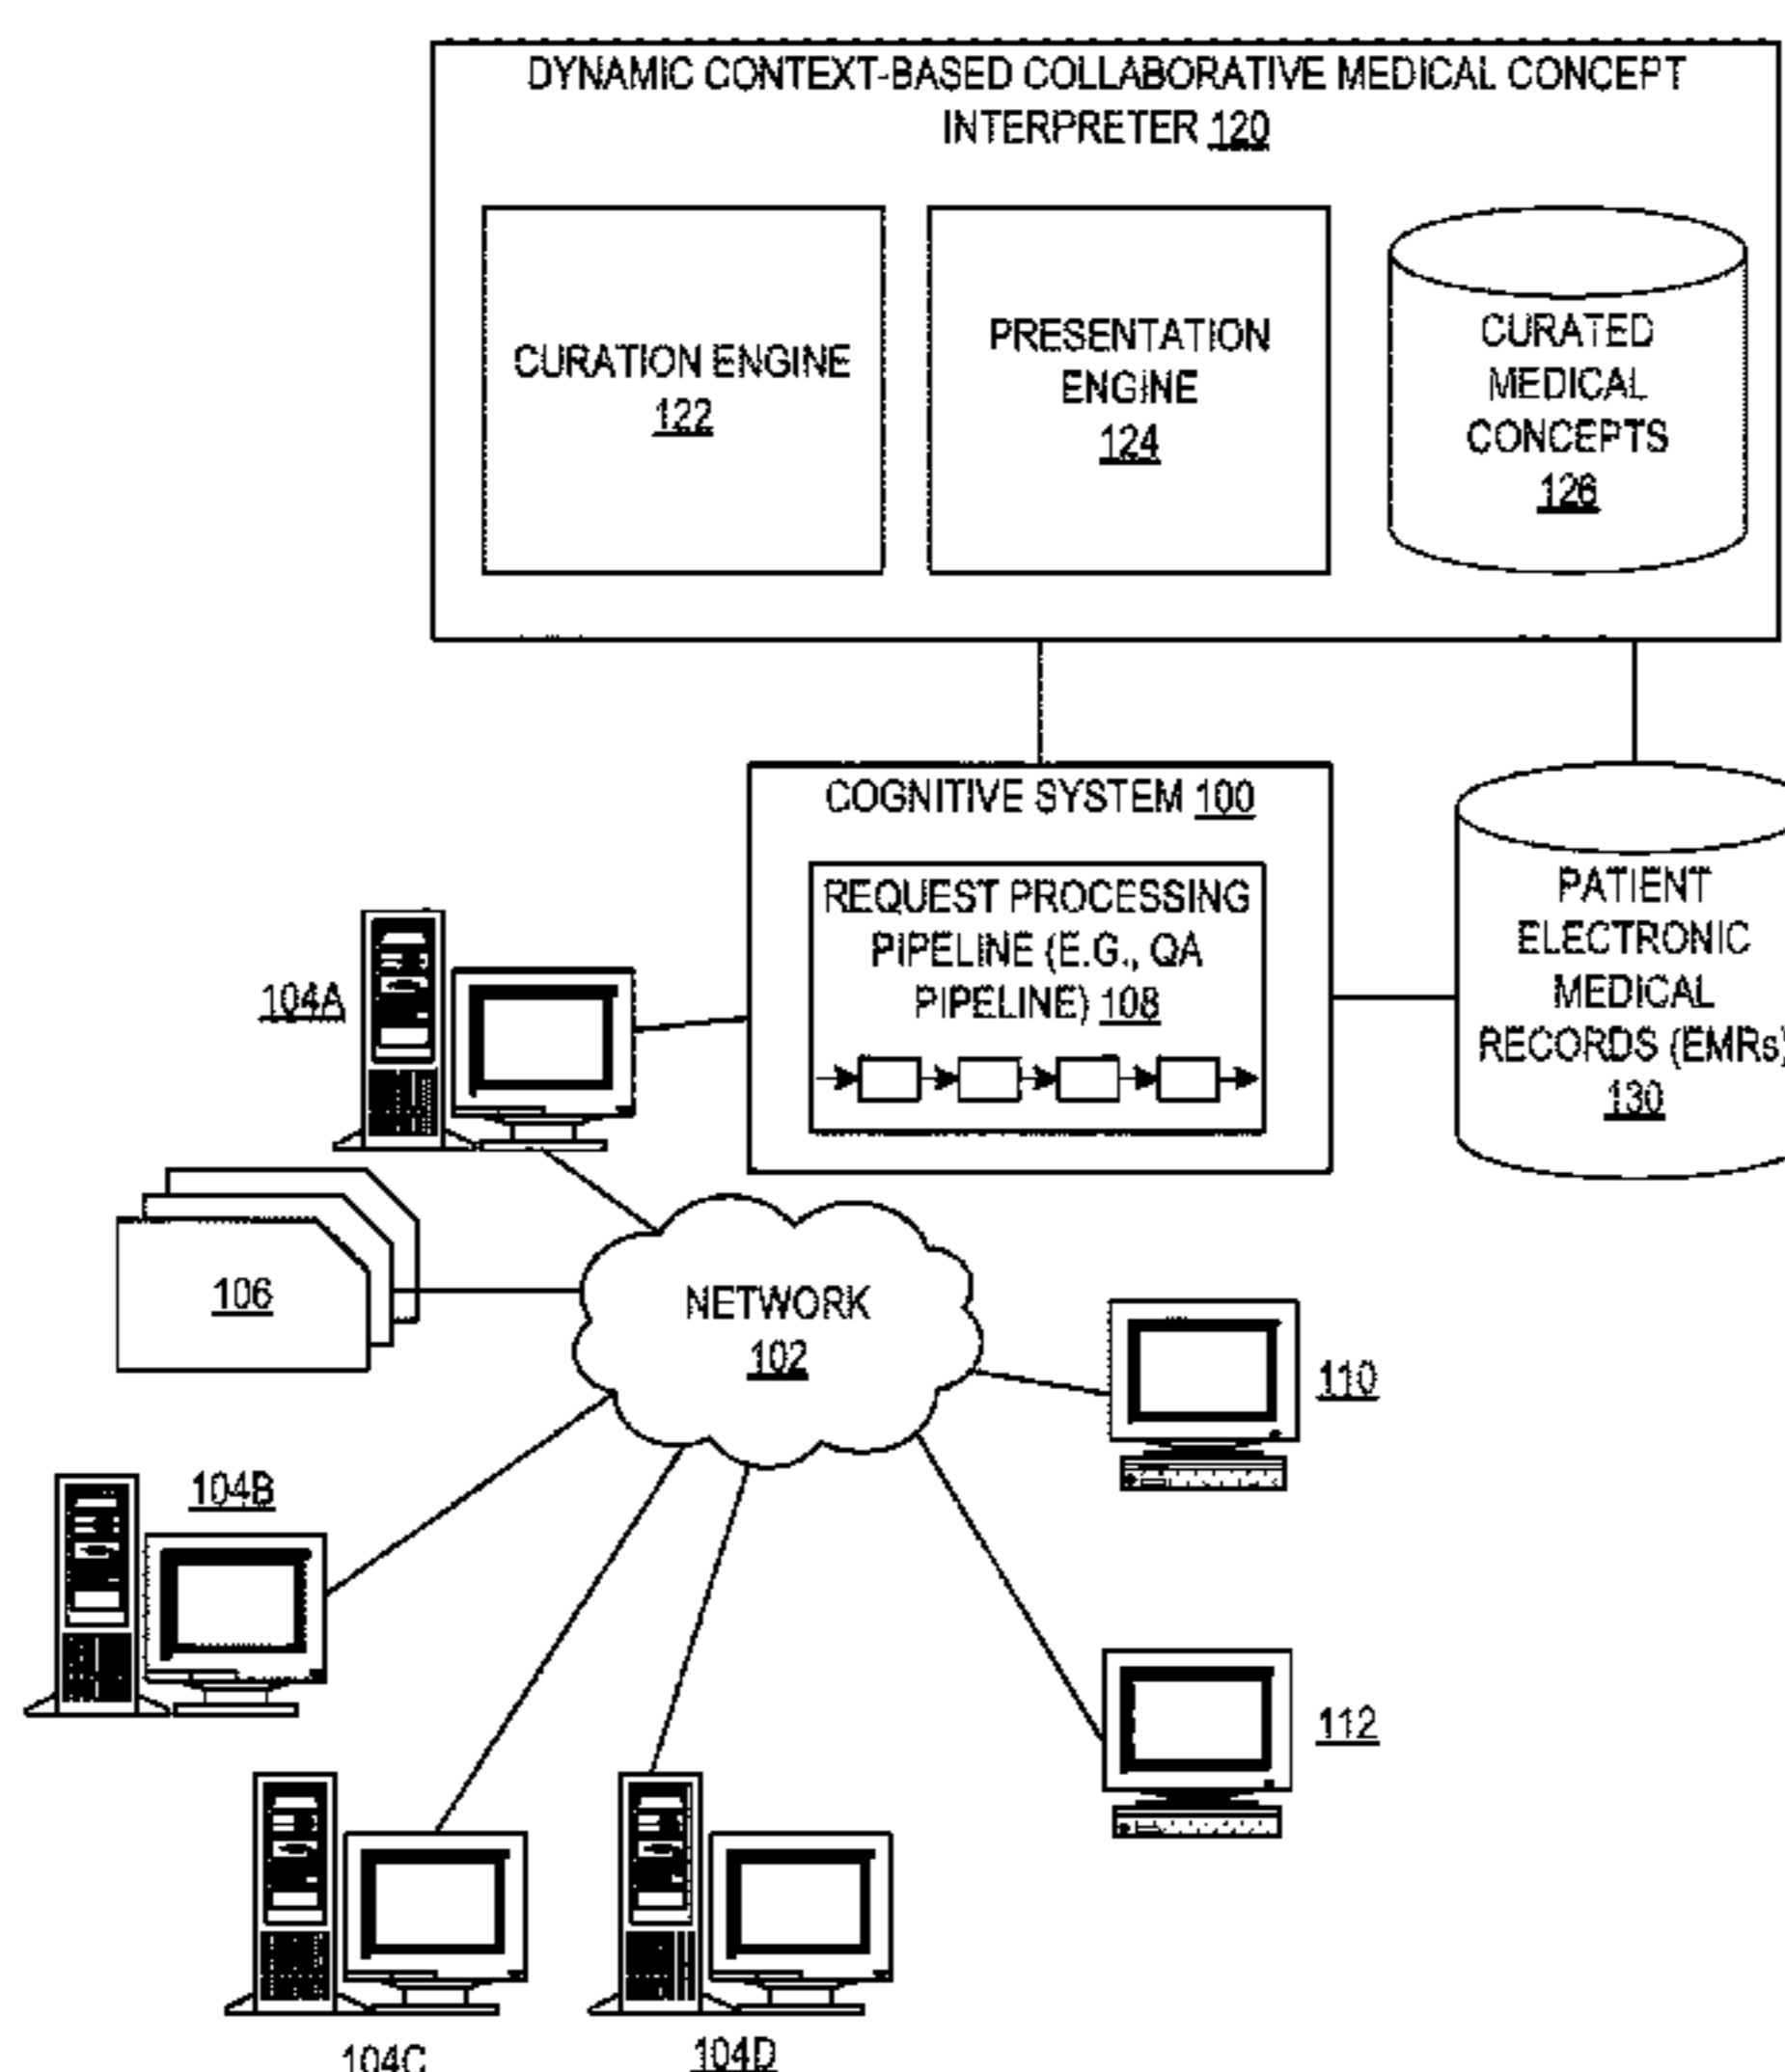 DYNAMIC CONTEXT-BASED COLLABORATIVE MEDICAL CONCEPT
INTERPRETER 120
CURATION ENGINE
122
PRESENTATION
ENGINE
124
CURATED
MEDICAL
CONCEPTS
126
COGNITIVE SYSTEM 100
REQUEST PROCESSING
PIPELINE (E.G., QA
PIPELINE) 108
PATIENT
ELECTRONIC
MEDICAL
RECORDS (EMRs)
130
104A
106
NETWORK
102
110
104B
112
104C
104D